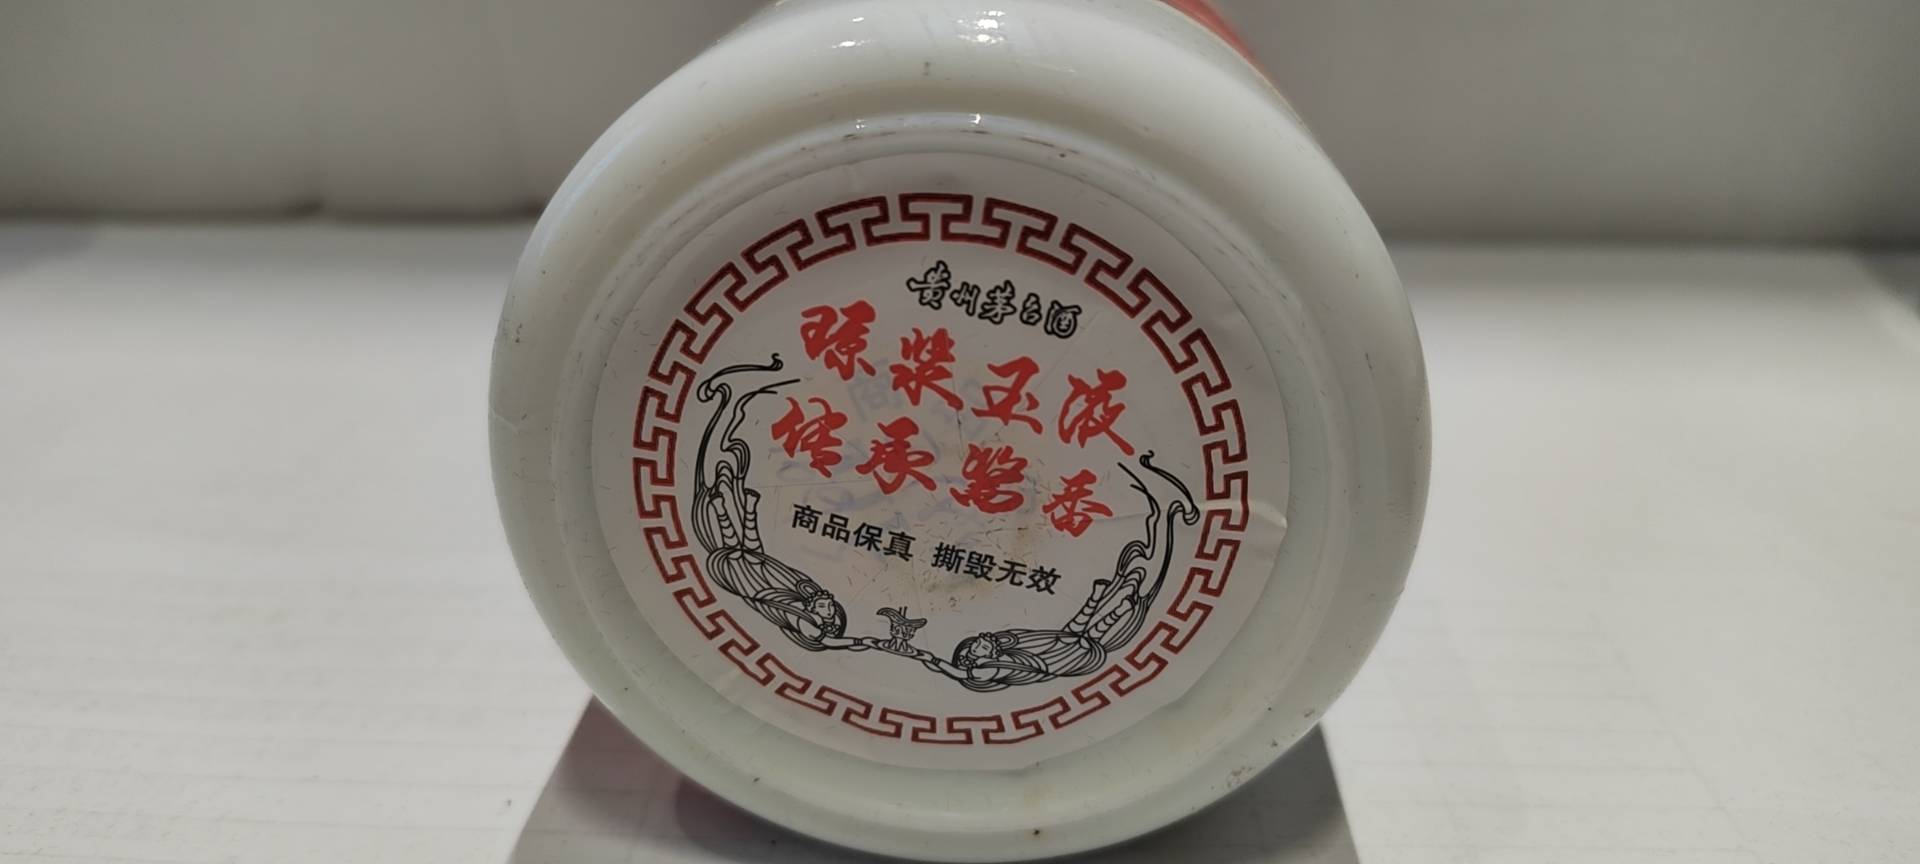 贵州茅台酒
琼浆玉液
传承酱香
商品保真 撕毁无效